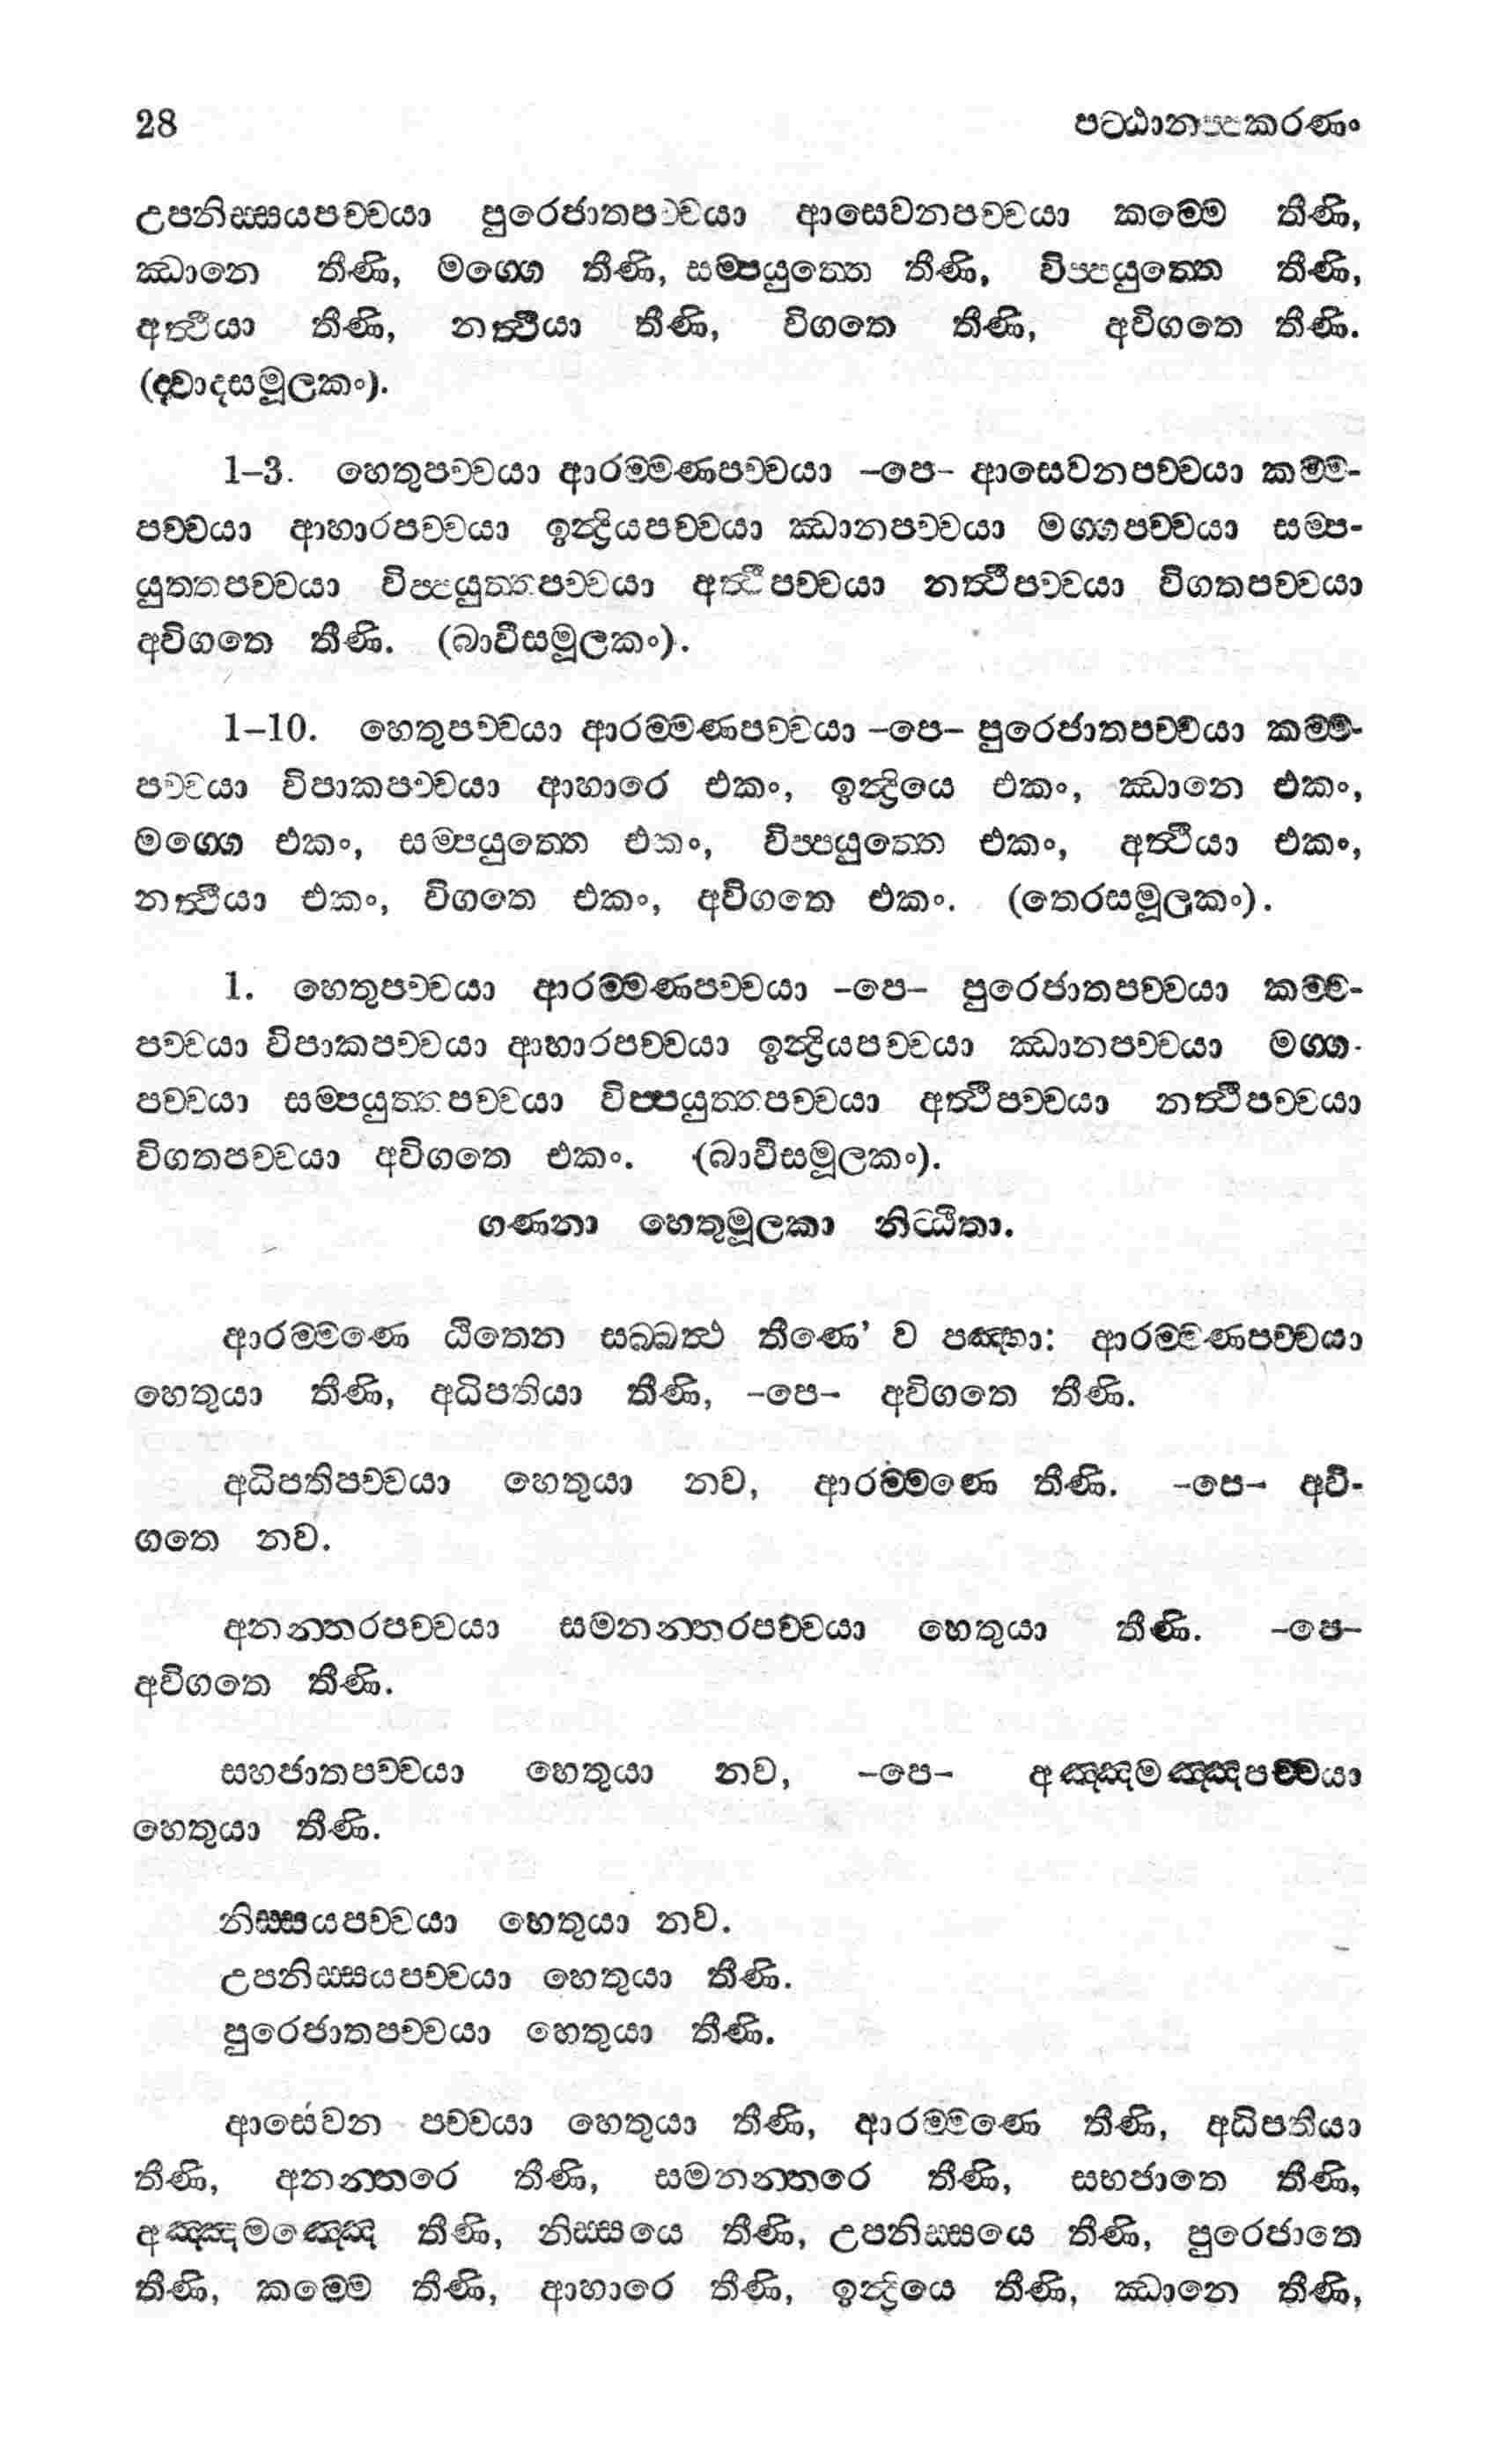 28 පට්ඨානප්පකරණං
උපනිස්සයපච්චයා පුරෙජාතපච්චයා ආසෙවනපච්චයා කම්මෙ තීණි,
ඣානෙ තීණි, මග්ගෙ තීණි, සම්පයුත්තෙ තීණි, විප්පයුත්තෙ තීණි,
අත්ථියා තීණි, නත්ථියා තීණි, විගතෙ තීණි, අවිගතෙ තීණි.
(ද්වාදසමූලකං).
1–3. හෙතුපච්චයා ආරම්මණපච්චයා –පෙ– ආසෙවනපච්චයා කම්ම-
පච්චයා ආහාරපච්චයා ඉන්ද්‍රියපච්චයා ඣානපච්චයා මග්ගපච්චයා සම්ප-
යුත්තපච්චයා විප්පයුත්තපච්චයා අත්ථිපච්චයා නත්ථිපච්චයා විගතපච්චයා
අවිගතෙ තීණි. (බාවීසමූලකං).
1–10. හෙතුපච්චයා ආරම්මණපච්චයා –පෙ– පුරෙජාතපච්චයා කම්ම-
පච්චයා විපාකපච්චයා ආහාරෙ එකං, ඉන්ද්‍රියෙ එකං, ඣානෙ එකං,
මග්ගෙ එකං, සම්පයුත්තෙ එකං, විප්පයුත්තෙ එකං, අත්ථියා එකං,
නත්ථියා එකං, විගතෙ එකං, අවිගතෙ එකං. (තෙරසමූලකං).
1. හෙතුපච්චයා ආරම්මණපච්චයා –පෙ– පුරෙජාතපච්චයා කම්ම-
පච්චයා විපාකපච්චයා ආහාරපච්චයා ඉන්ද්‍රියපච්චයා ඣානපච්චයා මග්ග-
පච්චයා සම්පයුත්තපච්චයා විප්පයුත්තපච්චයා අත්ථිපච්චයා නත්ථිපච්චයා
විගතපච්චයා අවිගතෙ එකං. (බාවීසමූලකං).
ගණනා හෙතුමූලකා නිට්ඨිතා.
ආරම්මණෙ ඨිතෙන සබ්බත්ථ තීණෙ’ ව පඤ්හා: ආරම්මණපච්චයා
හෙතුයා තීණි, අධිපතියා තීණි, –පෙ– අවිගතෙ තීණි.
අධිපතිපච්චයා හෙතුයා නව, ආරම්මණෙ තීණි. –පෙ– අවි-
ගතෙ නව.
අනන්තරපච්චයා සමනන්තරපච්චයා හෙතුයා තීණි. –පෙ–
අවිගතෙ තීණි.
සහජාතපච්චයා හෙතුයා නව, –පෙ– අඤ්ඤමඤ්ඤපච්චයා
හෙතුයා තීණි.
නිස්සයපච්චයා හෙතුයා නව.
උපනිස්සයපච්චයා හෙතුයා තීණි.
පුරෙජාතපච්චයා හෙතුයා තීණි.
ආසෙවන පච්චයා හෙතුයා තීණි, ආරම්මණෙ තීණි, අධිපතියා
තීණි, අනන්තරෙ තීණි, සමනන්තරෙ තීණි, සහජාතෙ තීණි,
අඤ්ඤමඤ්ඤෙ තීණි, නිස්සයෙ තීණි, උපනිස්සයෙ තීණි, පුරෙජාතෙ
තීණි, කම්මෙ තීණි, ආහාරෙ තීණි, ඉන්ද්‍රියෙ තීණි, ඣානෙ තීණි,